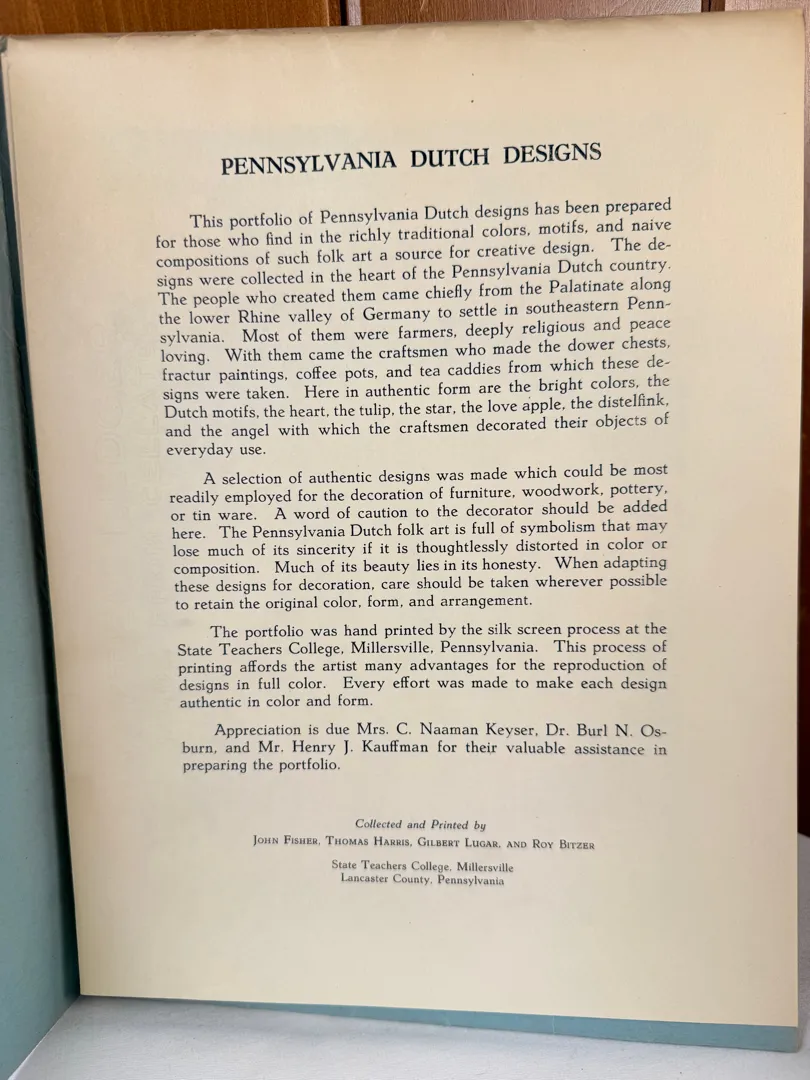 PENNSYLVANIA DUTCH DESIGNS
This portfolio of Pennsylvania Dutch designs has been prepared
for those who find in the richly traditional colors, motifs, and naive
compositions of such folk art a source for creative design. The de-
signs were collected in the heart of the Pennsylvania Dutch country.
The people who created them came chiefly from the Palatinate along
the lower Rhine valley of Germany to settle in southeastern Penn-
sylvania. Most of them were farmers, deeply religious and peace
loving. With them came the craftsmen who made the dower chests,
fractur paintings, coffee pots, and tea caddies from which these de-
signs were taken. Here in authentic form are the bright colors, the
Dutch motifs, the heart, the tulip, the star, the love apple, the distelfink,
and the angel with which the craftsmen decorated their objects of
everyday use.
A selection of authentic designs was made which could be most
readily employed for the decoration of furniture, woodwork, pottery,
or tin ware. A word of caution to the decorator should be added
here. The Pennsylvania Dutch folk art is full of symbolism that may
lose much of its sincerity if it is thoughtlessly distorted in color or
composition. Much of its beauty lies in its honesty. When adapting
these designs for decoration, care should be taken wherever possible
to retain the original color, form, and arrangement.
The portfolio was hand printed by the silk screen process at the
State Teachers College, Millersville, Pennsylvania. This process of
printing affords the artist many advantages for the reproduction of
designs in full color. Every effort was made to make each design
authentic in color and form.
Appreciation is due Mrs. C. Naaman Keyser, Dr. Burl N. Os-
burn, and Mr. Henry J. Kauffman for their valuable assistance in
preparing the portfolio.
Collected and Printed by
JOHN FISHER, THOMAS HARRIS, GILBERT LUGAR, AND ROY BITZER
State Teachers College, Millersville
Lancaster County, Pennsylvania